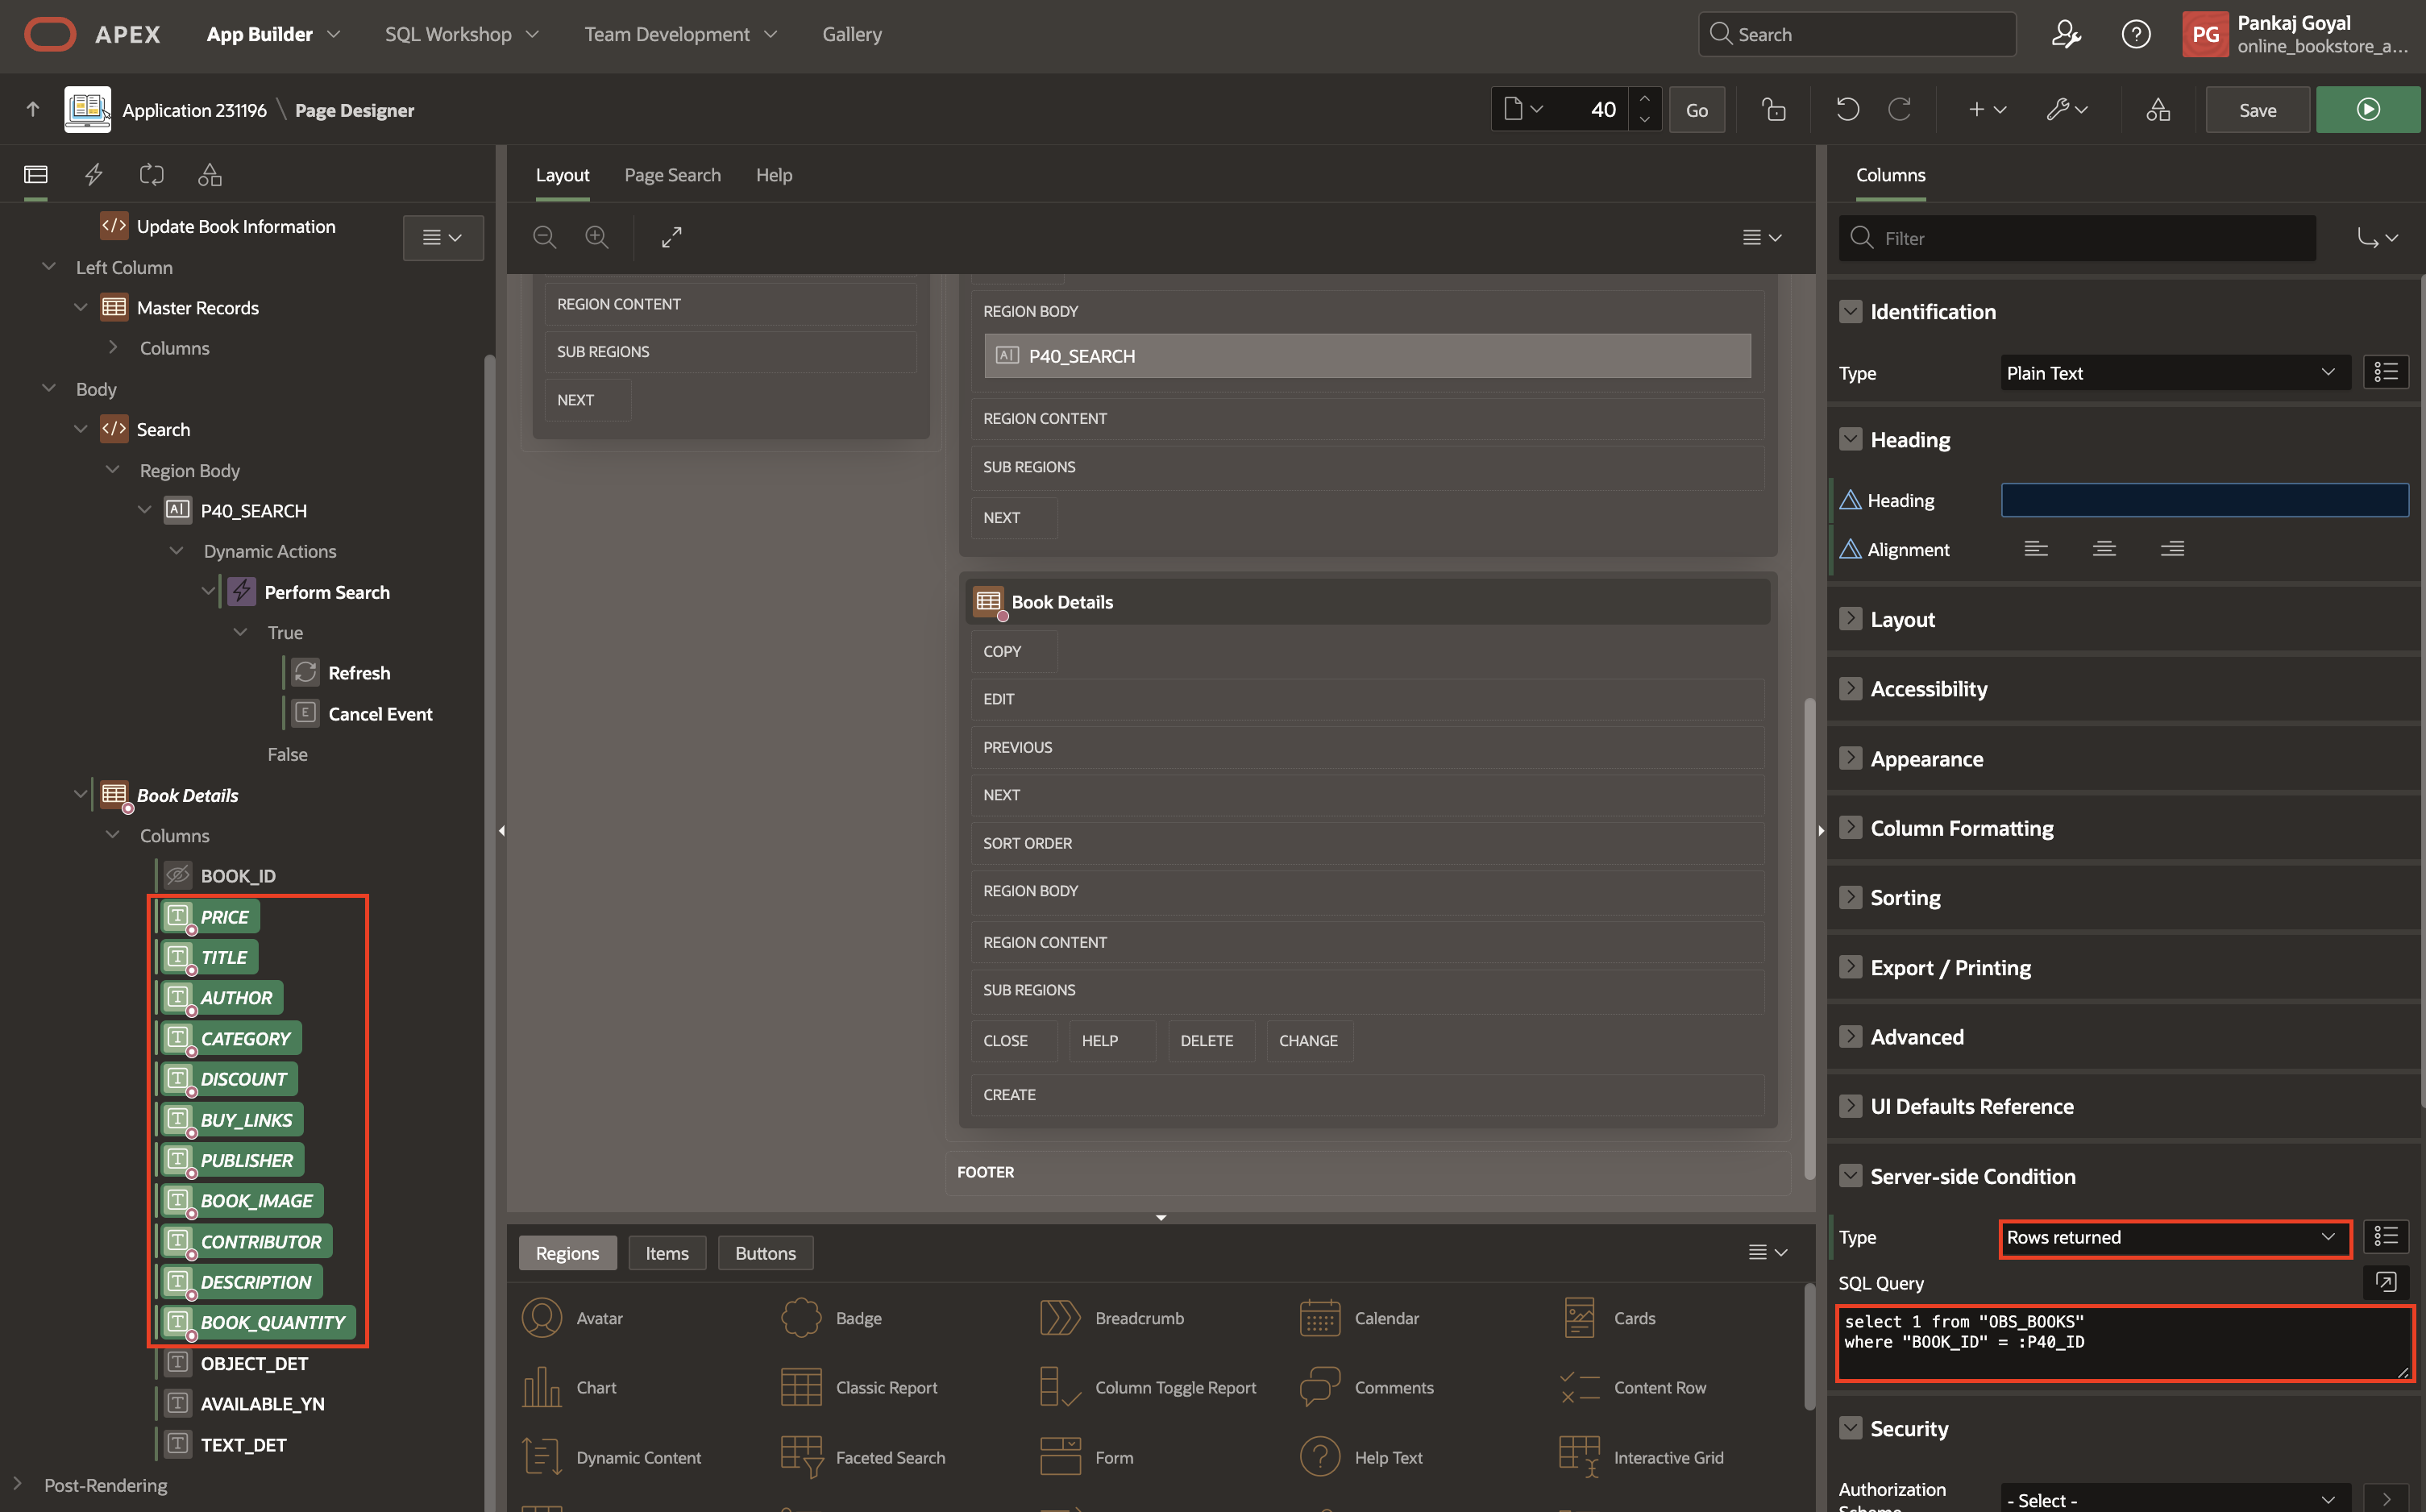 APEX
App Builder
SQL Workshop
Team Development
Gallery
Search
PG
Pankaj Goyal
online_bookstore_a...
Application 231196 \ Page Designer
40
Go
Save
Update Book Information
Left Column
Master Records
Columns
Body
Search
Region Body
P40_SEARCH
Dynamic Actions
Perform Search
True
Refresh
Cancel Event
False
Book Details
Columns
BOOK_ID
PRICE
TITLE
AUTHOR
CATEGORY
DISCOUNT
BUY_LINKS
PUBLISHER
BOOK_IMAGE
CONTRIBUTOR
DESCRIPTION
BOOK_QUANTITY
OBJECT_DET
AVAILABLE_YN
TEXT_DET
Post-Rendering
Layout
Page Search
Help
REGION CONTENT
SUB REGIONS
NEXT
REGION BODY
P40_SEARCH
REGION CONTENT
SUB REGIONS
NEXT
Book Details
COPY
EDIT
PREVIOUS
NEXT
SORT ORDER
REGION BODY
REGION CONTENT
SUB REGIONS
CLOSE
HELP
DELETE
CHANGE
CREATE
FOOTER
Regions
Items
Buttons
Avatar
Badge
Breadcrumb
Calendar
Cards
Chart
Classic Report
Column Toggle Report
Comments
Content Row
Dynamic Content
Faceted Search
Form
Help Text
Interactive Grid
Columns
Filter
Identification
Type
Plain Text
Heading
Heading
Alignment
Layout
Accessibility
Appearance
Column Formatting
Sorting
Export / Printing
Advanced
UI Defaults Reference
Server-side Condition
Type
Rows returned
SQL Query
select 1 from "OBS_BOOKS"
where "BOOK_ID" = :P40_ID
Security
Authorization
- Select -